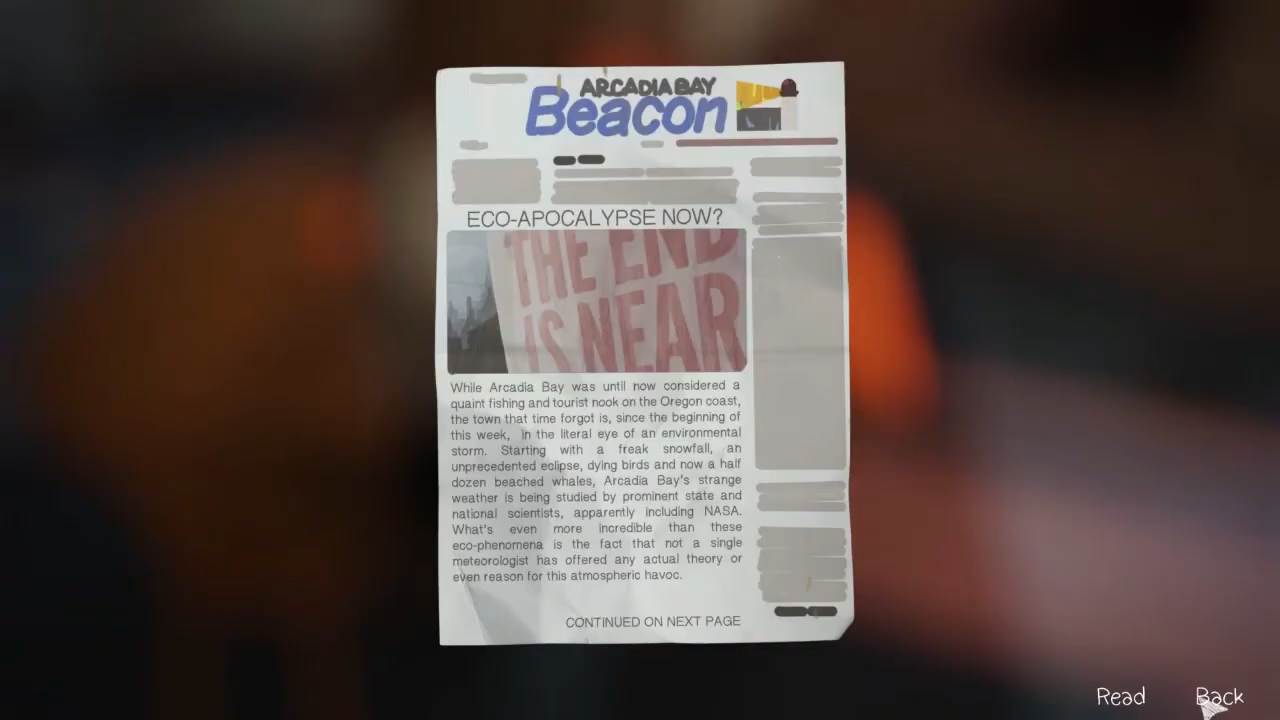 ARCADIA BAY
Beacon
ECO-APOCALYPSE NOW?
THE END
IS NEAR
While Arcadia Bay was until now considered a
quaint fishing and tourist nook on the Oregon coast,
the town that time forgot is, since the beginning of
this week, in the literal eye of an environmental
storm. Starting with a freak snowfall, an
unprecedented eclipse, dying birds and now a half
dozen beached whales, Arcadia Bay's strange
weather is being studied by prominent state and
national scientists, apparently including NASA.
What's even more incredible than these
eco-phenomena is the fact that not a single
meteorologist has offered any actual theory or
even reason for this atmospheric havoc.
CONTINUED ON NEXT PAGE
Read Back